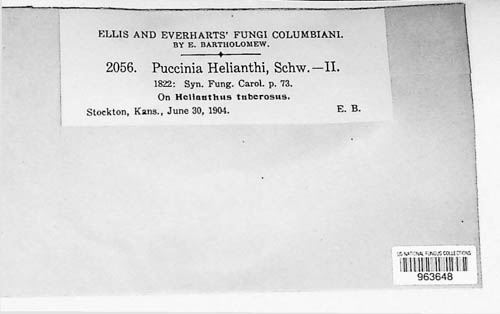 ELLIS AND EVERHARTS' FUNGI COLUMBIANI.
BY E. BARTHOLOMEW.
2056. Puccinia Helianthi, Schw.—II.
1822: Syn. Fung. Carol. p. 73.
On Helianthus tuberosus.
Stockton, Kans., June 30, 1904. E. B.
US NATIONAL FUNGUS COLLECTIONS
963648